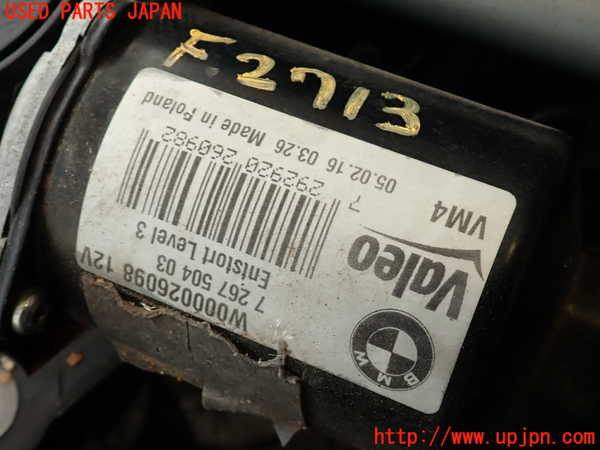 USED PARTS JAPAN
F2713
W000026098 12V
7 267 504 03
Entstört Level 3
Valeo
BMW
292920 260982
7
VM4
05.02.16 03.26 Made in Poland
http://www.upjpn.com/